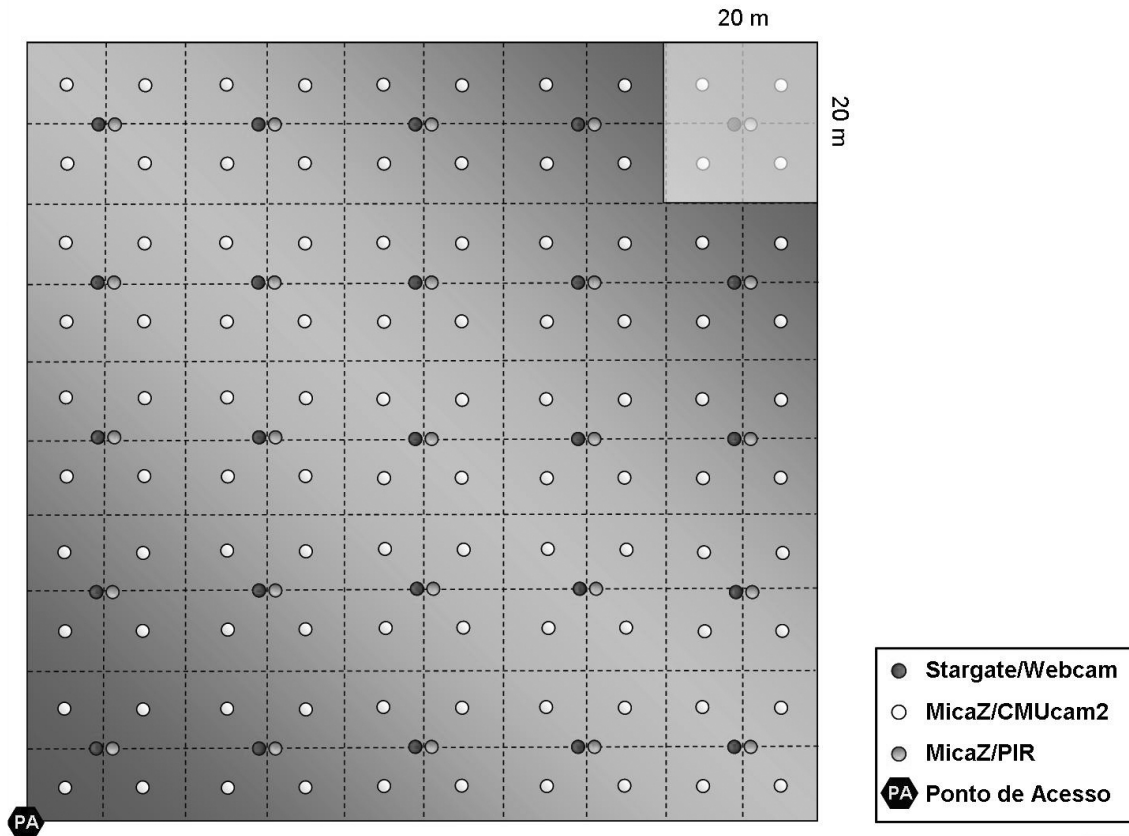 20 m
20 m
Stargate/Webcam
MicaZ/CMUcam2
MicaZ/PIR
PA Ponto de Acesso
PA